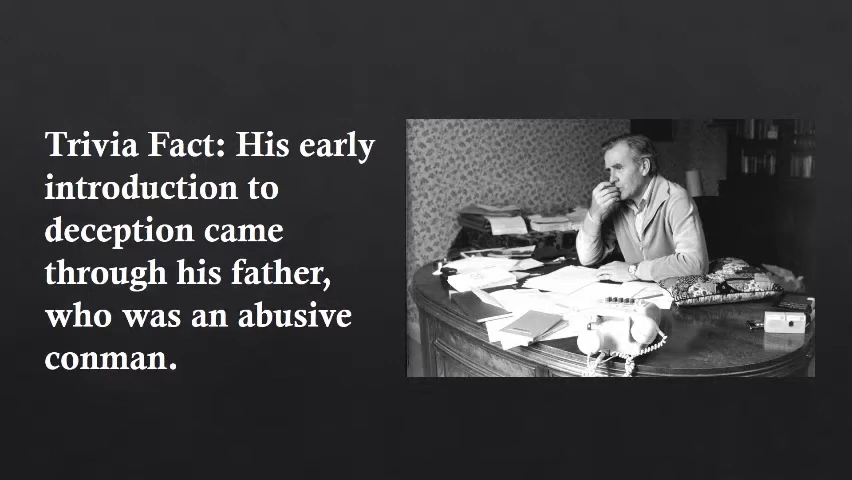 Trivia Fact: His early
introduction to
deception came
through his father,
who was an abusive
conman.